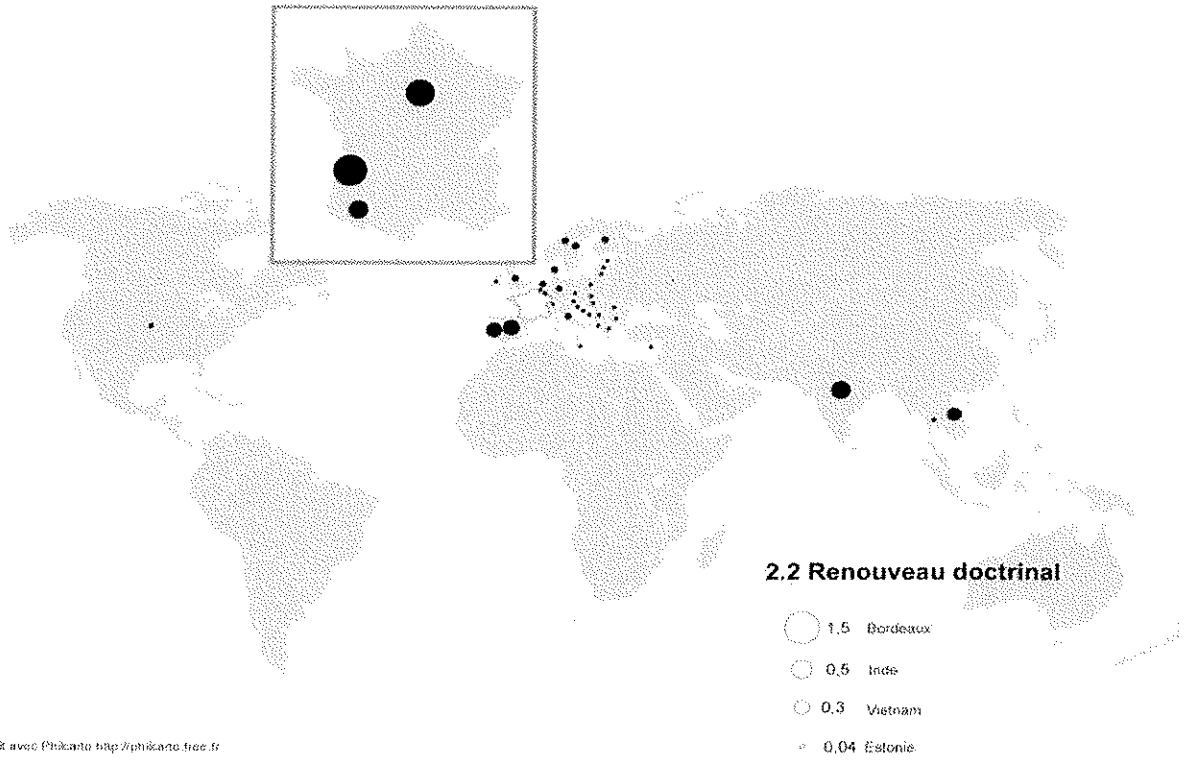 2.2 Renouveau doctrinal
1,5 Bordeaux
0,5 Inde
0,3 Vietnam
0,04 Estonie
avec Philcarto http://philcarto.free.fr